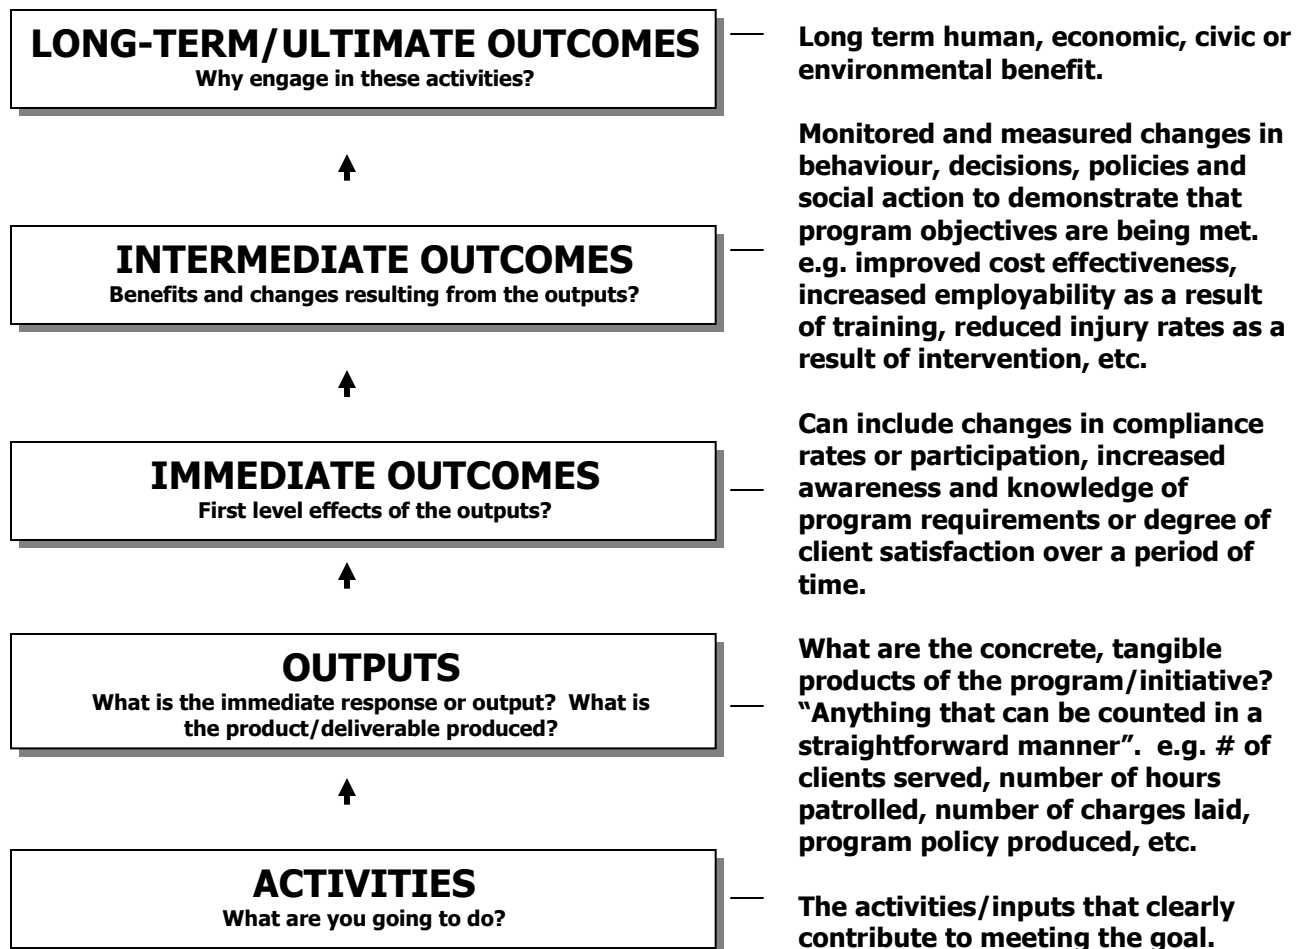 LONG-TERM/ULTIMATE OUTCOMES
Why engage in these activities?
Long term human, economic, civic or
environmental benefit.
INTERMEDIATE OUTCOMES
Benefits and changes resulting from the outputs?
Monitored and measured changes in
behaviour, decisions, policies and
social action to demonstrate that
program objectives are being met.
e.g. improved cost effectiveness,
increased employability as a result
of training, reduced injury rates as a
result of intervention, etc.
IMMEDIATE OUTCOMES
First level effects of the outputs?
Can include changes in compliance
rates or participation, increased
awareness and knowledge of
program requirements or degree of
client satisfaction over a period of
time.
OUTPUTS
What is the immediate response or output?  What is
the product/deliverable produced?
What are the concrete, tangible
products of the program/initiative?
“Anything that can be counted in a
straightforward manner”.  e.g. # of
clients served, number of hours
patrolled, number of charges laid,
program policy produced, etc.
ACTIVITIES
What are you going to do?
The activities/inputs that clearly
contribute to meeting the goal.